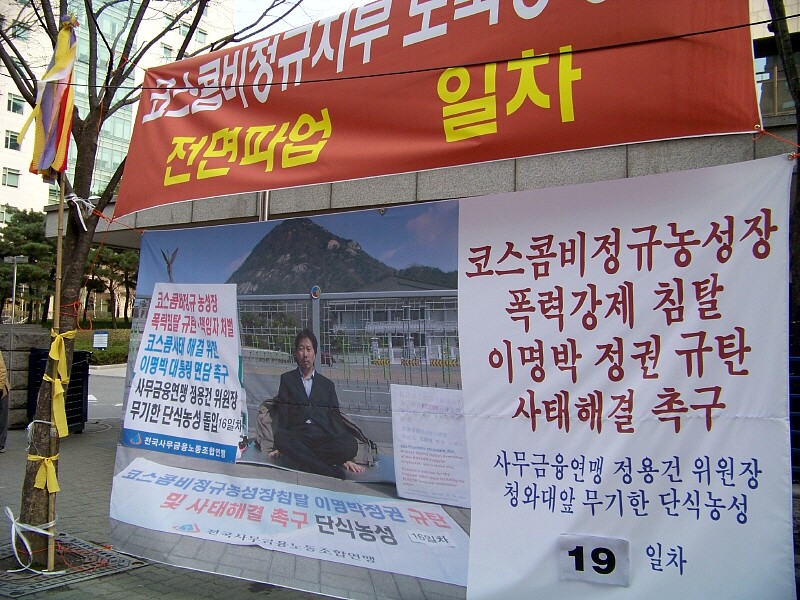 코스콤비정규지부
전면파업 일차
코스콤비정규 농성장
폭력침탈 규탄·책임자 처벌
코스콤사태 해결 위한
이명박 대통령 면담 촉구
사무금융연맹 정용건 위원장
무기한 단식농성 돌입 16일차
전국사무금융노동조합연맹
코스콤비정규농성장침탈 이명박정권 규탄
및 사태해결 촉구 단식농성 16일차
전국사무금융노동조합연맹
코스콤비정규농성장
폭력강제 침탈
이명박 정권 규탄
사태해결 촉구
사무금융연맹 정용건 위원장
청와대앞 무기한 단식농성
19 일차